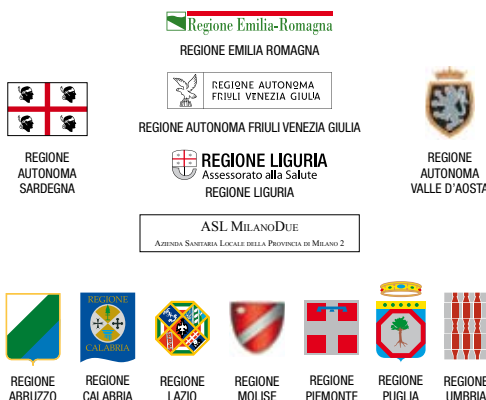 Regione Emilia-Romagna
REGIONE EMILIA ROMAGNA
REGIONE AUTONOMA
FRIULI VENEZIA GIULIA
REGIONE AUTONOMA FRIULI VENEZIA GIULIA
REGIONE
AUTONOMA
SARDEGNA
REGIONE LIGURIA
Assessorato alla Salute
REGIONE LIGURIA
REGIONE
AUTONOMA
VALLE D'AOSTA
ASL MILANODUE
AZIENDA SANITARIA LOCALE DELLA PROVINCIA DI MILANO 2
REGIONE
CALABRIA
REGIONE
ABRUZZO
REGIONE
CALABRIA
REGIONE
LAZIO
REGIONE
MOLISE
REGIONE
PIEMONTE
REGIONE
PUGLIA
REGIONE
UMBRIA